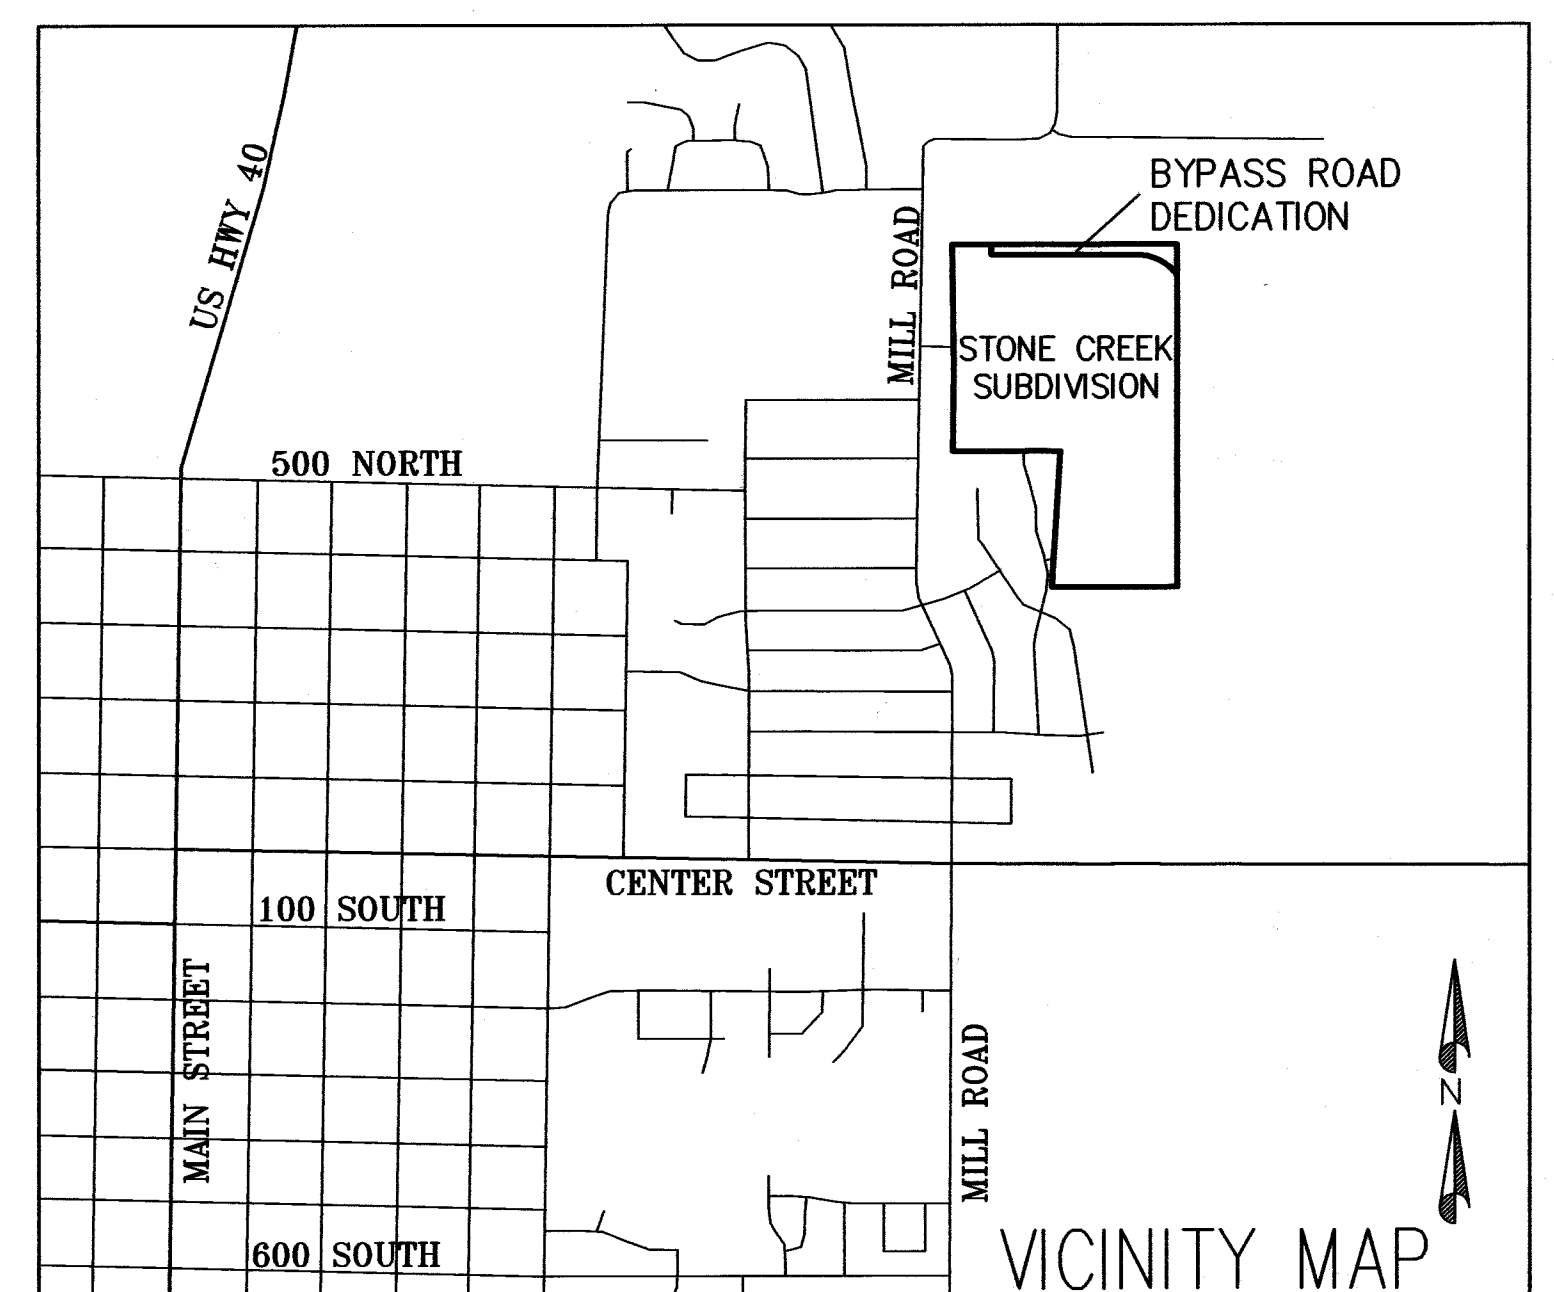 BYPASS ROAD
DEDICATION
US HWY 40
MILL ROAD
STONE CREEK
SUBDIVISION
500 NORTH
CENTER STREET
100 SOUTH
MAIN STREET
MILL ROAD
N
600 SOUTH
VICINITY MAP